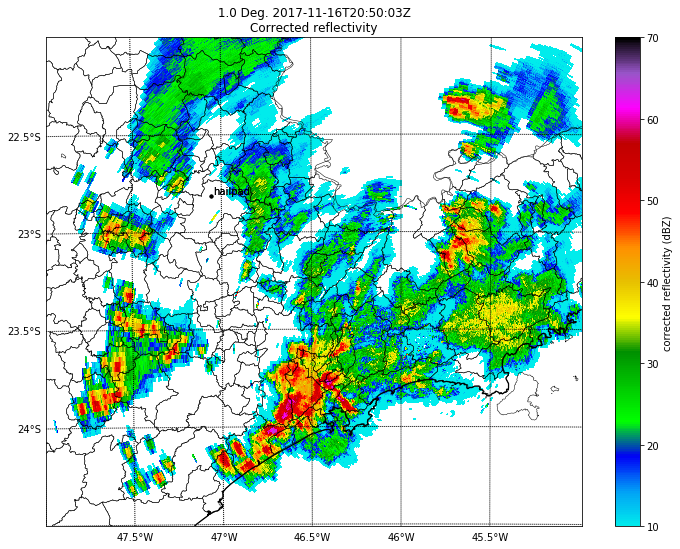 1.0 Deg. 2017-11-16T20:50:03Z
Corrected reflectivity
70
60
50
40
30
20
10
corrected reflectivity (dBZ)
22.5°S
23°S
23.5°S
24°S
hailpad
47.5°W
47°W
46.5°W
46°W
45.5°W